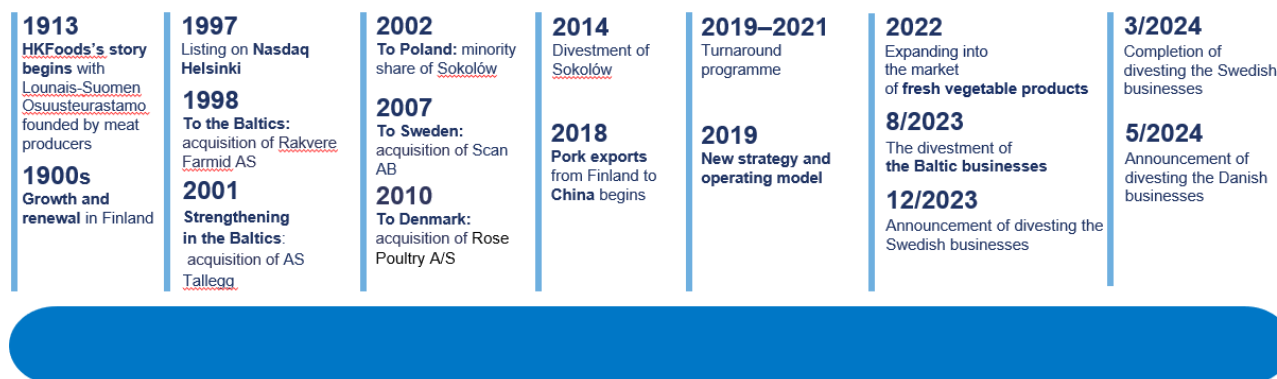 1913
HKFoods's story
begins with
Lounais-Suomen
Osuusteurastamo
founded by meat
producers
1900s
Growth and
renewal in Finland
1997
Listing on Nasdaq
Helsinki
1998
To the Baltics:
acquisition of Rakvere
Farmid AS
2001
Strengthening
in the Baltics:
acquisition of AS
Tallegg
2002
To Poland: minority
share of Sokolów
2007
To Sweden:
acquisition of Scan
AB
2010
To Denmark:
acquisition of Rose
Poultry A/S
2014
Divestment of
Sokolów
2018
Pork exports
from Finland to
China begins
2019–2021
Turnaround
programme
2019
New strategy and
operating model
2022
Expanding into
the market
of fresh vegetable products
8/2023
The divestment of
the Baltic businesses
12/2023
Announcement of divesting the
Swedish businesses
3/2024
Completion of
divesting the Swedish
businesses
5/2024
Announcement of
divesting the Danish
businesses